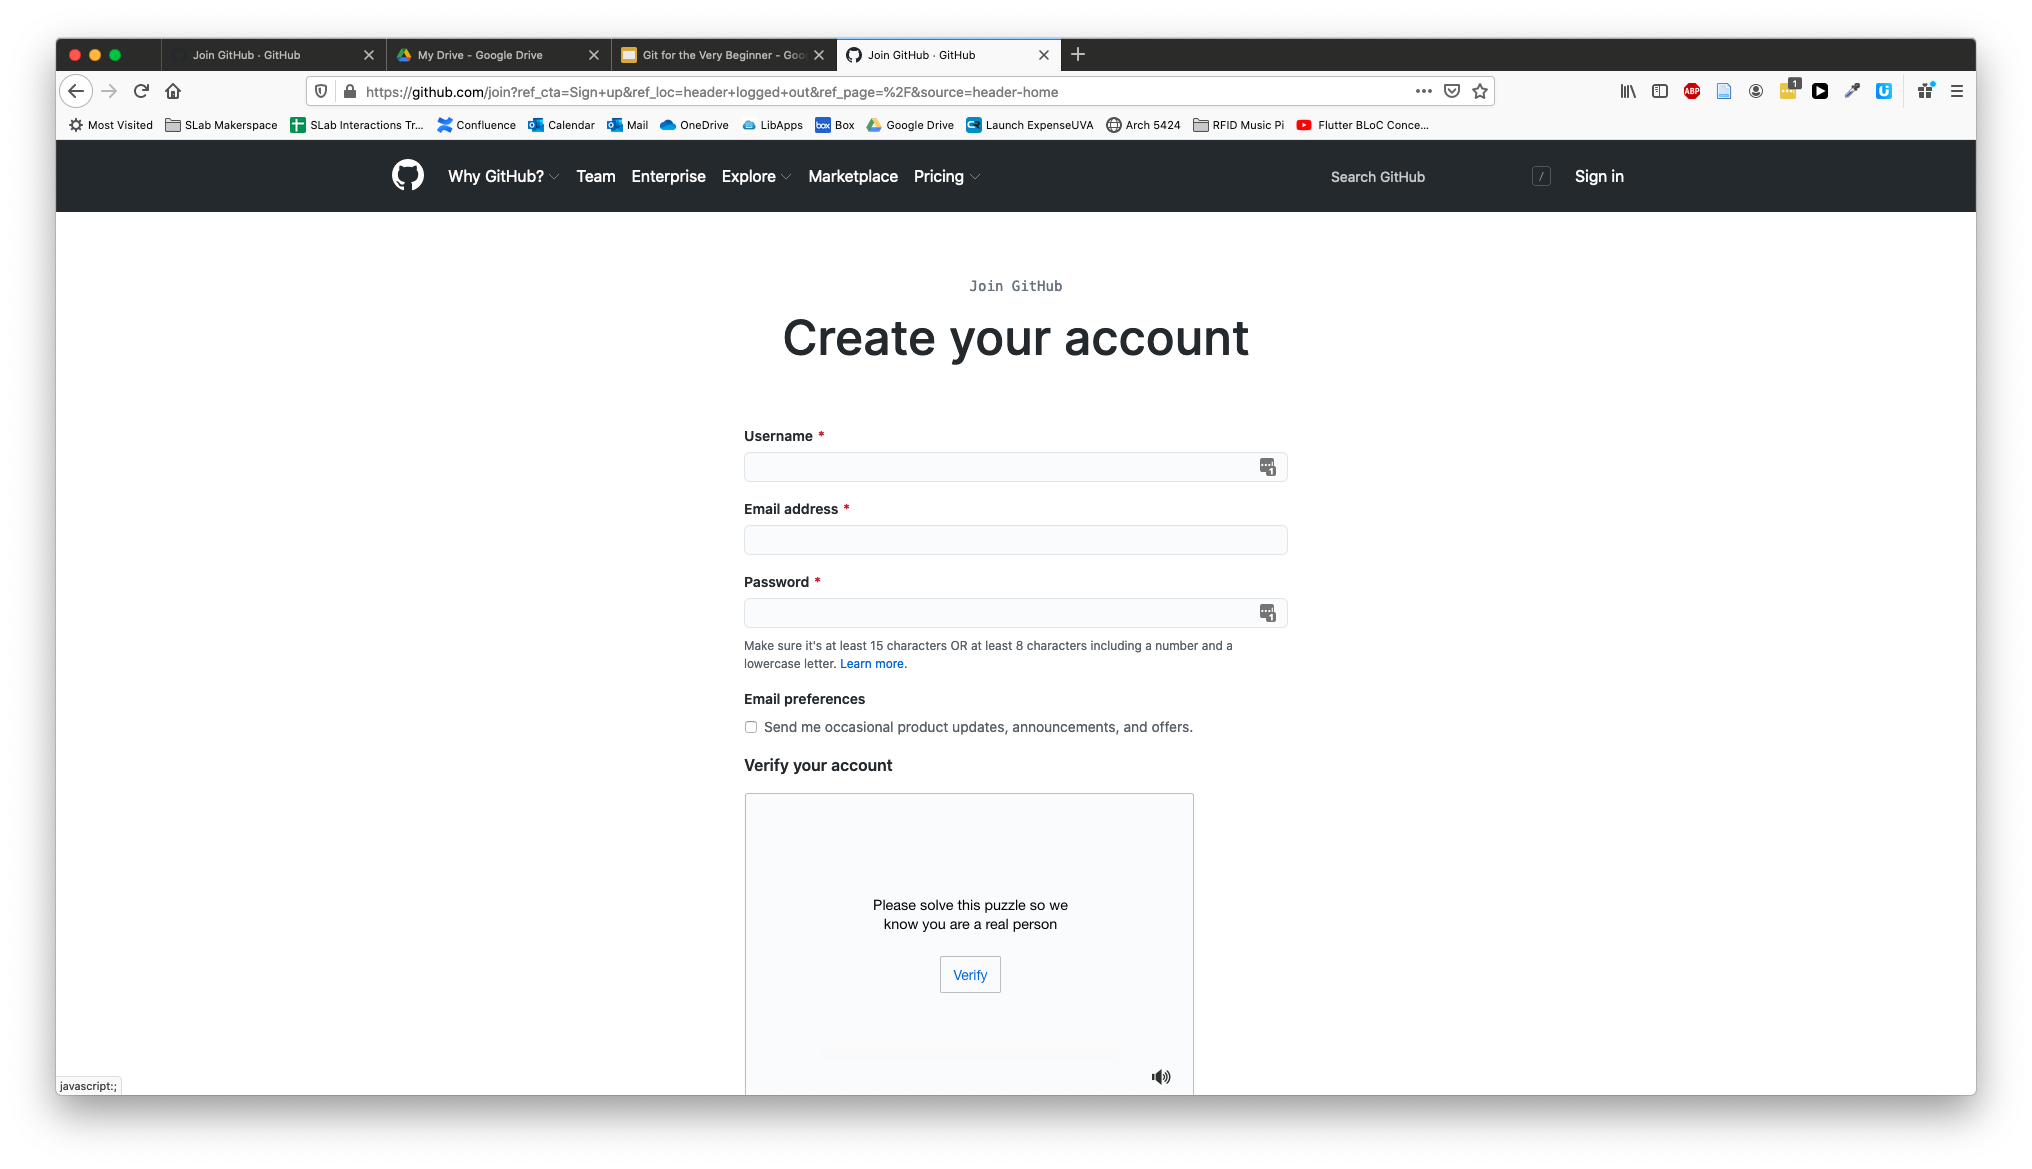 Join GitHub · GitHub
My Drive - Google Drive
Git for the Very Beginner - Goo
Join GitHub · GitHub
https://github.com/join?ref_cta=Sign+up&ref_loc=header+logged+out&ref_page=%2F&source=header-home
ABP
1
Most Visited
SLab Makerspace
SLab Interactions Tr...
Confluence
Calendar
Mail
OneDrive
LibApps
box
Box
Google Drive
Launch ExpenseUVA
Arch 5424
RFID Music Pi
Flutter BLoC Conce...
Why GitHub?
Team
Enterprise
Explore
Marketplace
Pricing
Search GitHub
/
Sign in
Join GitHub
Create your account
Username *
1
Email address *
Password *
1
Make sure it's at least 15 characters OR at least 8 characters including a number and a
lowercase letter. Learn more.
Email preferences
Send me occasional product updates, announcements, and offers.
Verify your account
Please solve this puzzle so we
know you are a real person
Verify
javascript:;